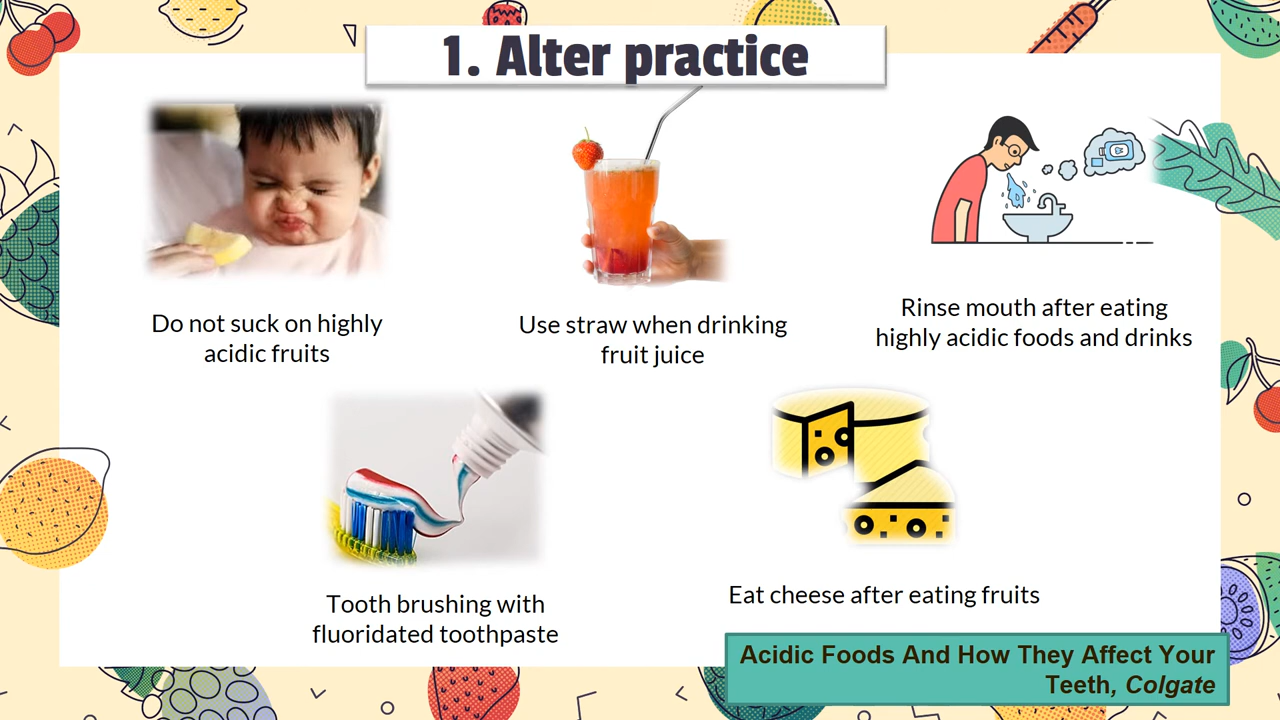 1. Alter practice
Do not suck on highly
acidic fruits
Use straw when drinking
fruit juice
Rinse mouth after eating
highly acidic foods and drinks
Tooth brushing with
fluoridated toothpaste
Eat cheese after eating fruits
Acidic Foods And How They Affect Your
Teeth, Colgate